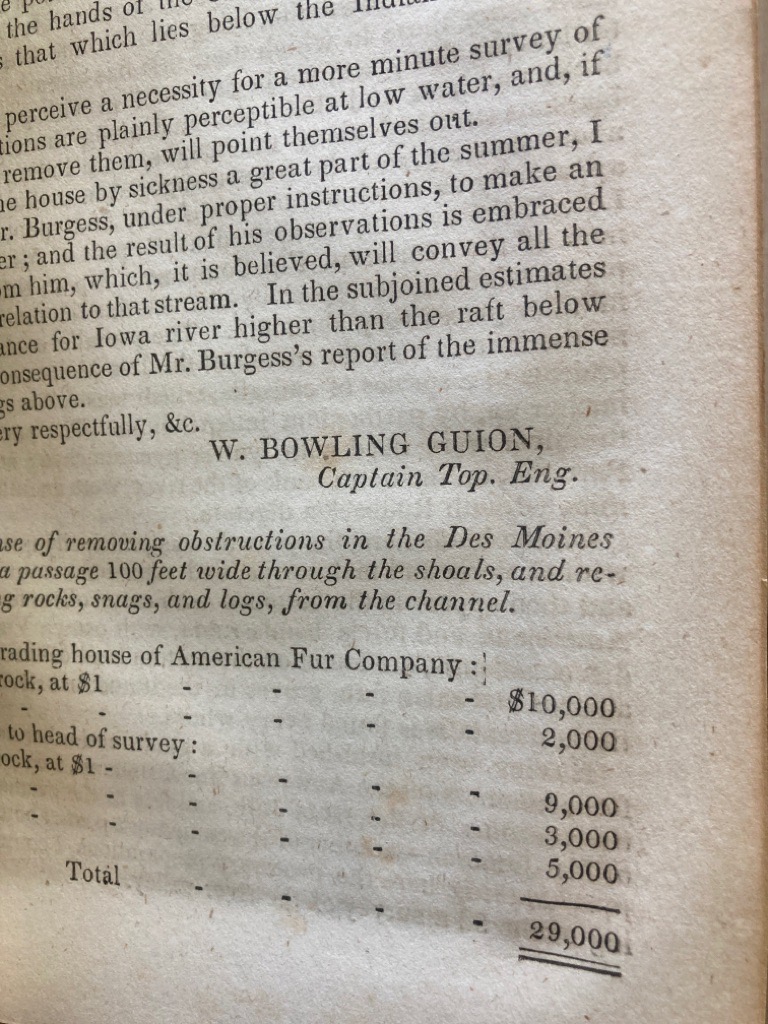 the hands of
that which lies below the
perceive a necessity for a more minute survey of
tions are plainly perceptible at low water, and, if
remove them, will point themselves out.
e house by sickness a great part of the summer, I
r. Burgess, under proper instructions, to make an
er; and the result of his observations is embraced
m him, which, it is believed, will convey all the
relation to that stream. In the subjoined estimates
ance for Iowa river higher than the raft below
onsequence of Mr. Burgess's report of the immense
gs above.
ry respectfully, &c.
W. BOWLING GUION,
Captain Top. Eng.
se of removing obstructions in the Des Moines
a passage 100 feet wide through the shoals, and re-
g rocks, snags, and logs, from the channel.
rading house of American Fur Company:
rock, at $1 - - - - $10,000
- - - - - - 2,000
to head of survey:
ock, at $1 - - - - - 9,000
- - - - - - 3,000
- - - - - - 5,000
Total - - - - 29,000